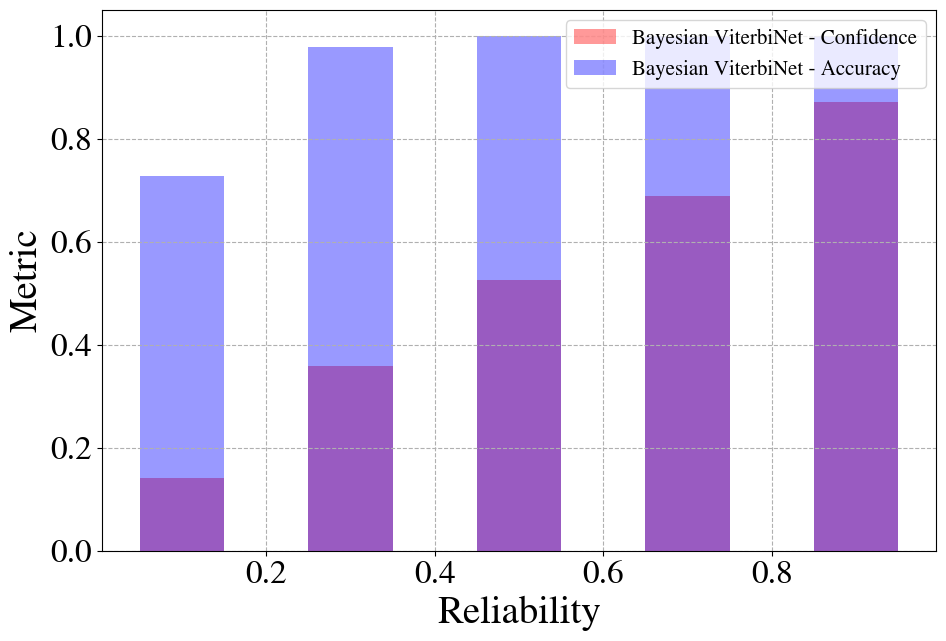 Bayesian ViterbiNet - Confidence
Bayesian ViterbiNet - Accuracy
Metric
1.0
0.8
0.6
0.4
0.2
0.0
0.2 0.4 0.6 0.8
Reliability